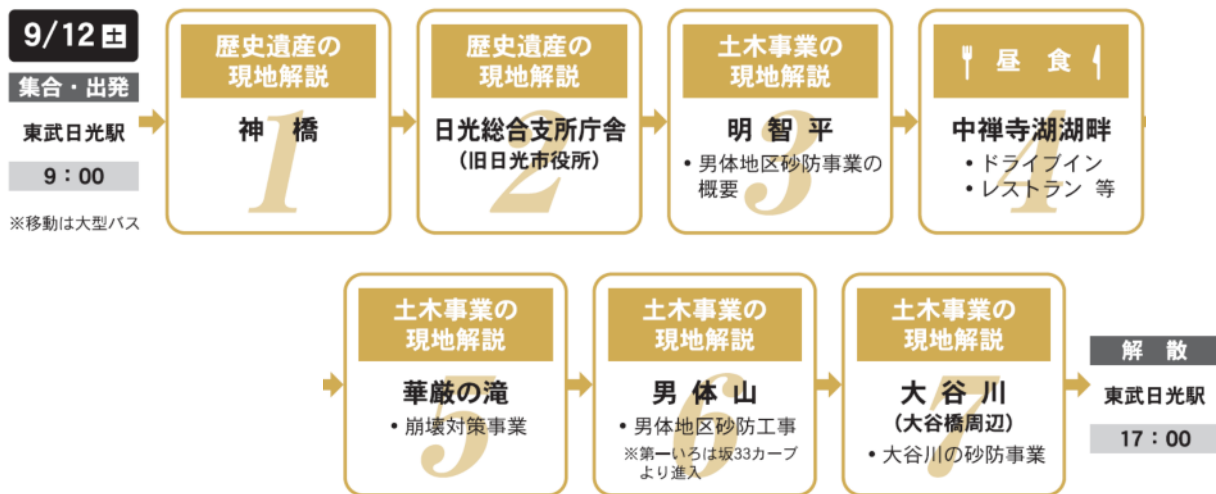 9/12 土
集合・出発
東武日光駅
9：00
※移動は大型バス
歴史遺産の
現地解説
神橋
1
歴史遺産の
現地解説
日光総合支所庁舎
（旧日光市役所）
2
土木事業の
現地解説
明智平
• 男体地区砂防事業の
概要
3
昼食
中禅寺湖湖畔
• ドライブイン
• レストラン 等
4
土木事業の
現地解説
華厳の滝
• 崩壊対策事業
5
土木事業の
現地解説
男体山
• 男体地区砂防工事
※第一いろは坂33カーブ
より進入
6
土木事業の
現地解説
大谷川
（大谷橋周辺）
• 大谷川の砂防事業
7
解散
東武日光駅
17：00